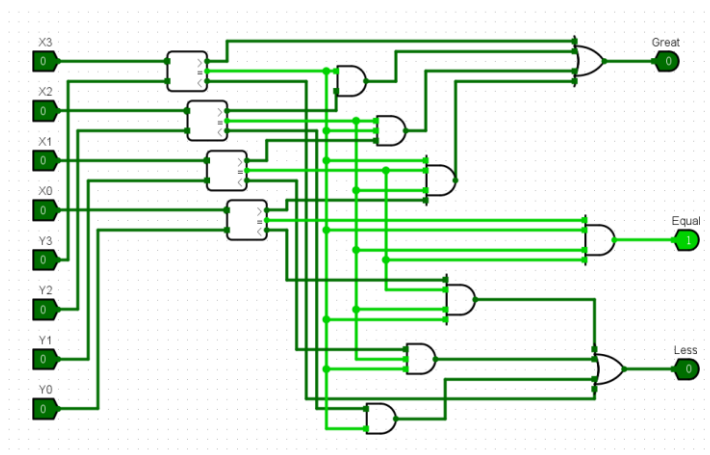 X3
0
X2
0
X1
0
X0
0
Y3
0
Y2
0
Y1
0
Y0
0
>
=
<
>
=
<
>
=
<
>
=
<
Great
0
Equal
1
Less
0